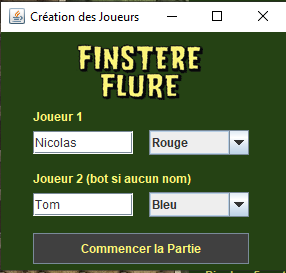 Création des Joueurs
FINSTERE
FLURE
Joueur 1
Nicolas
Rouge
Joueur 2 (bot si aucun nom)
Tom
Bleu
Commencer la Partie